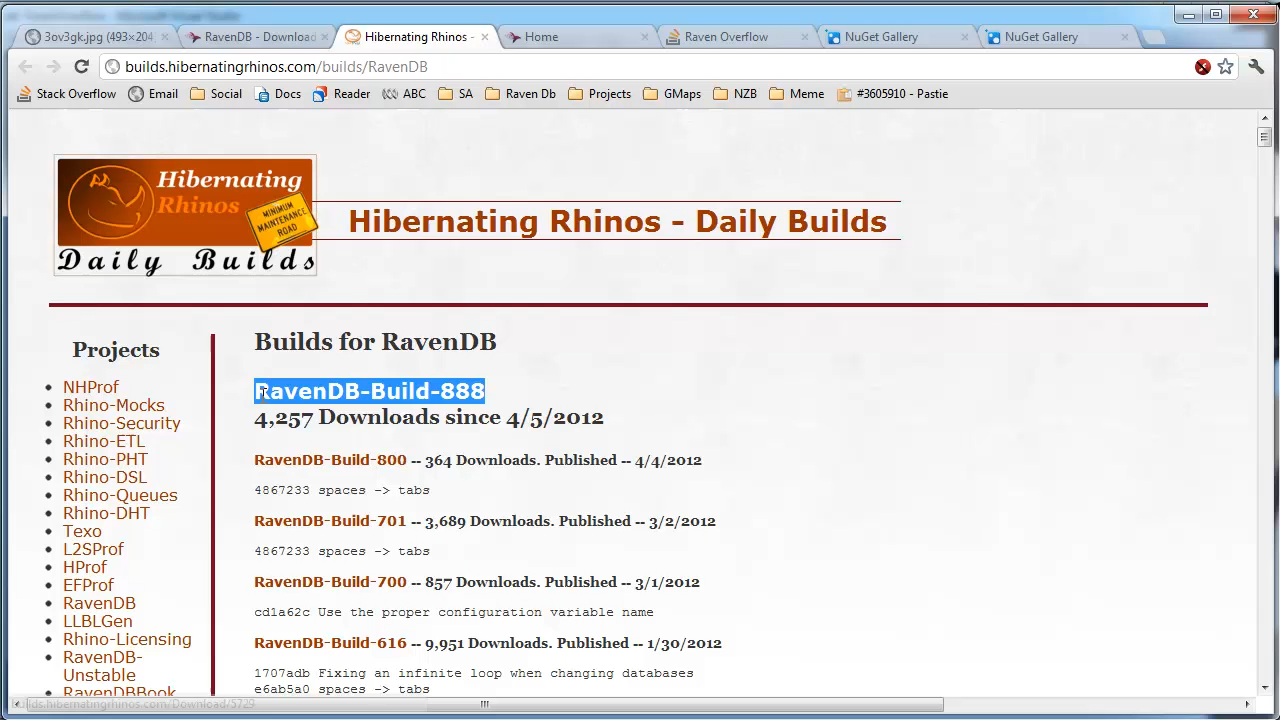 3ov3gk.jpg (493×204
RavenDB - Download
Hibernating Rhinos -
Home
Raven Overflow
NuGet Gallery
NuGet Gallery
builds.hibernatingrhinos.com/builds/RavenDB
Stack Overflow
Email
Social
Docs
Reader
ABC
SA
Raven Db
Projects
GMaps
NZB
Meme
#3605910 - Pastie
Hibernating
Rhinos
MINIMUM
MAINTENANCE
ROAD
Daily Builds
Hibernating Rhinos - Daily Builds
Projects
NHProf
Rhino-Mocks
Rhino-Security
Rhino-ETL
Rhino-PHT
Rhino-DSL
Rhino-Queues
Rhino-DHT
Texo
L2SProf
HProf
EFProf
RavenDB
LLBLGen
Rhino-Licensing
RavenDB-
Unstable
RavenDBBook
Builds for RavenDB
RavenDB-Build-888
4,257 Downloads since 4/5/2012
RavenDB-Build-800 -- 364 Downloads. Published -- 4/4/2012
4867233 spaces -> tabs
RavenDB-Build-701 -- 3,689 Downloads. Published -- 3/2/2012
4867233 spaces -> tabs
RavenDB-Build-700 -- 857 Downloads. Published -- 3/1/2012
cd1a62c Use the proper configuration variable name
RavenDB-Build-616 -- 9,951 Downloads. Published -- 1/30/2012
1707adb Fixing an infinite loop when changing databases
e6ab5a0 spaces -> tabs
builds.hibernatingrhinos.com/Download/5729